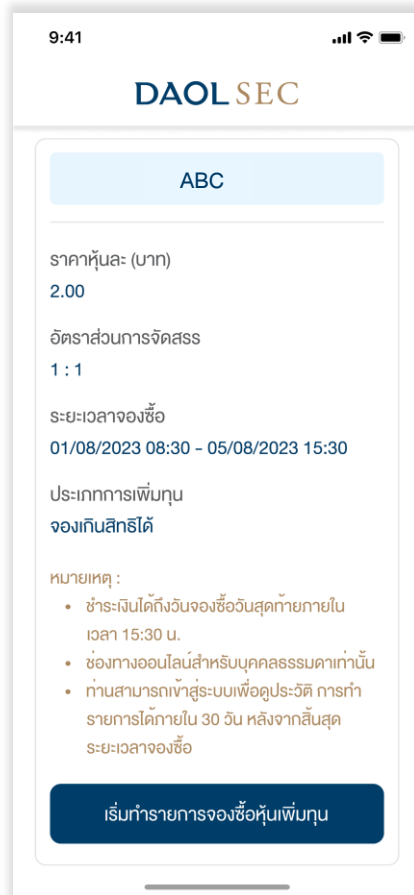 9:41
DAOL SEC
ABC
ราคาหุ้นละ (บาท)
2.00
อัตราส่วนการจัดสรร
1 : 1
ระยะเวลาจองซื้อ
01/08/2023 08:30 - 05/08/2023 15:30
ประเภทการเพิ่มทุน
จองเกินสิทธิได้
หมายเหตุ :
• ชำระเงินได้ถึงวันจองซื้อวันสุดท้ายภายใน
เวลา 15:30 น.
• ช่องทางออนไลน์สำหรับบุคคลธรรมดาเท่านั้น
• ท่านสามารถเข้าสู่ระบบเพื่อดูประวัติ การทำ
รายการได้ภายใน 30 วัน หลังจากสิ้นสุด
ระยะเวลาจองซื้อ
เริ่มทำรายการจองซื้อหุ้นเพิ่มทุน